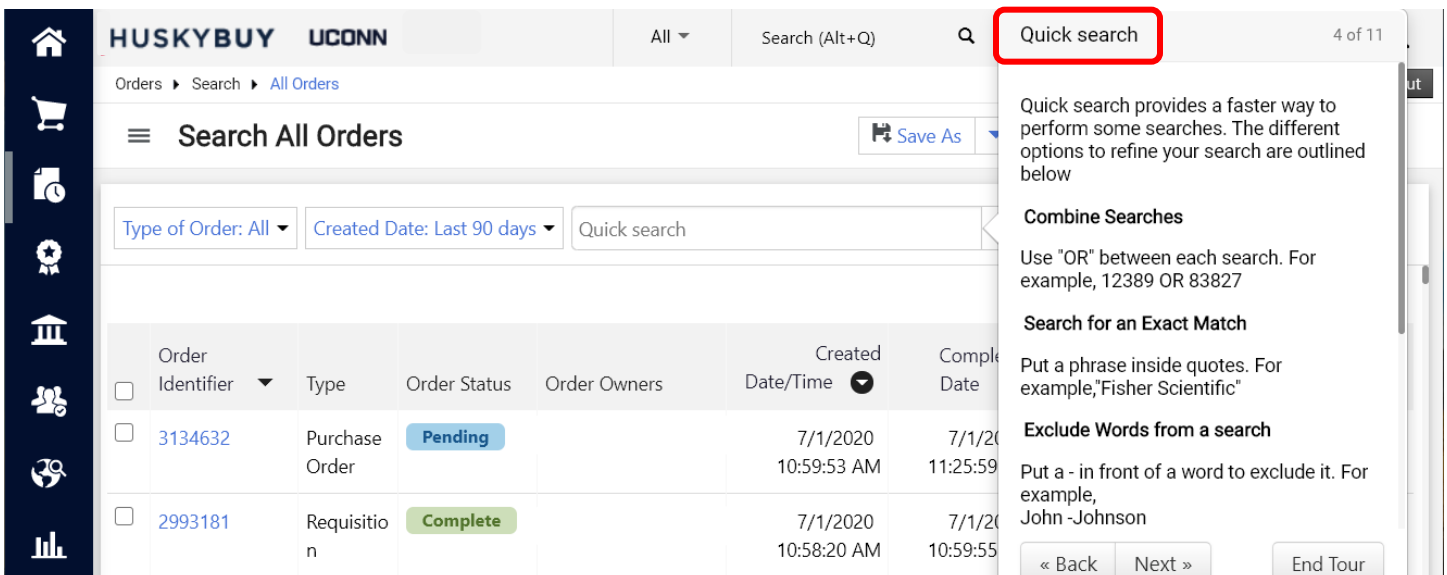 HUSKYBUY UCONN
All
Search (Alt+Q)
Quick search
4 of 11
Orders Search All Orders
Search All Orders
Save As
ut
Type of Order: All
Created Date: Last 90 days
Quick search
Order
Identifier
Type
Order Status
Order Owners
Created
Date/Time
Comple
Date
3134632
Purchase
Order
Pending
7/1/2020
10:59:53 AM
7/1/20
11:25:59
2993181
Requisitio
n
Complete
7/1/2020
10:58:20 AM
7/1/20
10:59:55
Quick search provides a faster way to
perform some searches. The different
options to refine your search are outlined
below
Combine Searches
Use "OR" between each search. For
example, 12389 OR 83827
Search for an Exact Match
Put a phrase inside quotes. For
example,"Fisher Scientific"
Exclude Words from a search
Put a - in front of a word to exclude it. For
example,
John -Johnson
« Back
Next »
End Tour